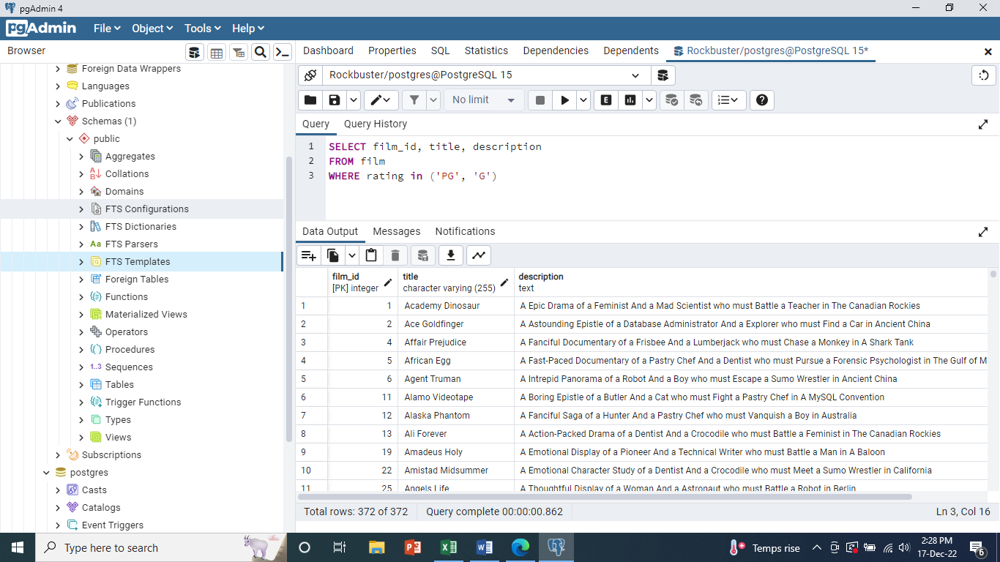 pgAdmin 4
pgAdmin File Object Tools Help
Browser
Dashboard Properties SQL Statistics Dependencies Dependents Rockbuster/postgres@PostgreSQL 15*
Foreign Data Wrappers
Languages
Publications
Schemas (1)
public
Aggregates
Collations
Domains
FTS Configurations
FTS Dictionaries
Aa FTS Parsers
FTS Templates
Foreign Tables
Functions
Materialized Views
Operators
Procedures
1..3 Sequences
Tables
Trigger Functions
Types
Views
Subscriptions
postgres
Casts
Catalogs
Event Triggers
Rockbuster/postgres@PostgreSQL 15
No limit E
Query Query History
1 SELECT film_id, title, description
2 FROM film
3 WHERE rating in ('PG', 'G')
Data Output Messages Notifications
film_id title description
[PK] integer character varying (255) text
1 1 Academy Dinosaur A Epic Drama of a Feminist And a Mad Scientist who must Battle a Teacher in The Canadian Rockies
2 2 Ace Goldfinger A Astounding Epistle of a Database Administrator And a Explorer who must Find a Car in Ancient China
3 4 Affair Prejudice A Fanciful Documentary of a Frisbee And a Lumberjack who must Chase a Monkey in A Shark Tank
4 5 African Egg A Fast-Paced Documentary of a Pastry Chef And a Dentist who must Pursue a Forensic Psychologist in The Gulf of M
5 6 Agent Truman A Intrepid Panorama of a Robot And a Boy who must Escape a Sumo Wrestler in Ancient China
6 11 Alamo Videotape A Boring Epistle of a Butler And a Cat who must Fight a Pastry Chef in A MySQL Convention
7 12 Alaska Phantom A Fanciful Saga of a Hunter And a Pastry Chef who must Vanquish a Boy in Australia
8 13 Ali Forever A Action-Packed Drama of a Dentist And a Crocodile who must Battle a Feminist in The Canadian Rockies
9 19 Amadeus Holy A Emotional Display of a Pioneer And a Technical Writer who must Battle a Man in A Baloon
10 22 Amistad Midsummer A Emotional Character Study of a Dentist And a Crocodile who must Meet a Sumo Wrestler in California
11 25 Angels Life A Thoughtful Display of a Woman And a Astronaut who must Battle a Robot in Berlin
Total rows: 372 of 372 Query complete 00:00:00.862 Ln 3, Col 16
Type here to search
Temps rise
2:28 PM
17-Dec-22
6